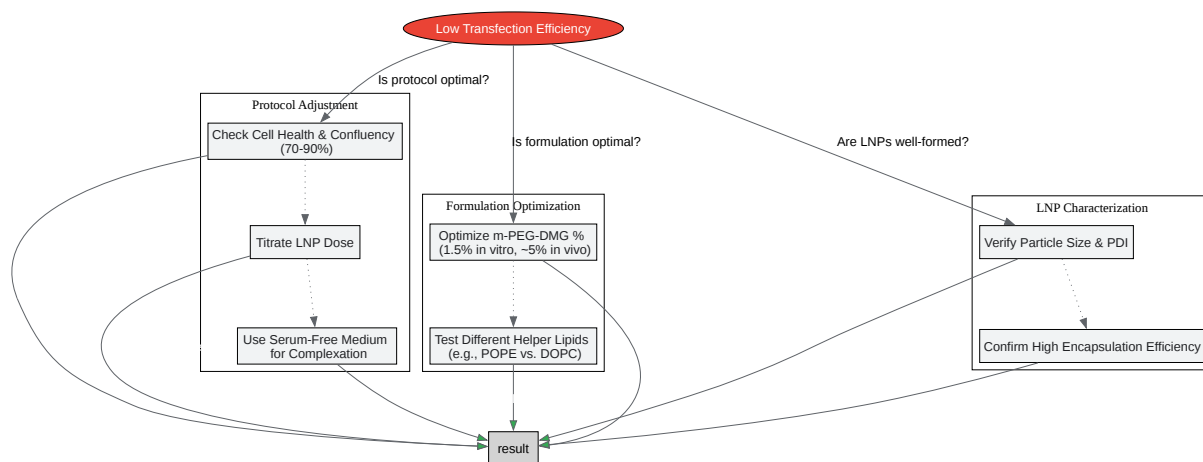 Low Transfection Efficiency
Is protocol optimal?
Is formulation optimal?
Are LNPs well-formed?
Protocol Adjustment
Check Cell Health & Confluency
(70-90%)
Titrate LNP Dose
Use Serum-Free Medium
for Complexation
Formulation Optimization
Optimize m-PEG-DMG %
(1.5% in vitro, ~5% in vivo)
Test Different Helper Lipids
(e.g., POPE vs. DOPC)
LNP Characterization
Verify Particle Size & PDI
Confirm High Encapsulation Efficiency
result